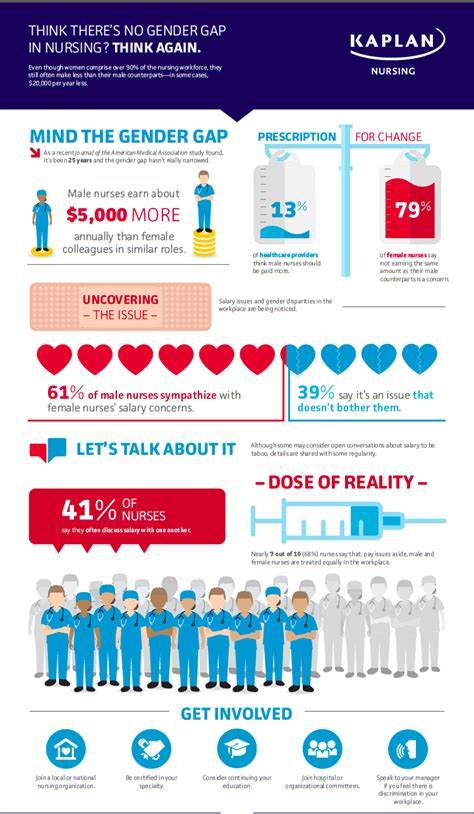 THINK THERE'S NO GENDER GAP
IN NURSING? THINK AGAIN.
Even though women comprise over 90% of the nursing workforce, they
still often make less than their male counterparts—in some cases,
$20,000 per year less.
KAPLAN
NURSING
MIND THE GENDER GAP
As a recent Journal of the American Medical Association study found,
it's been 25 years and the gender gap hasn't really narrowed.
Male nurses earn about
$5,000 MORE
annually than female
colleagues in similar roles.
PRESCRIPTION FOR CHANGE
13%
of healthcare providers
think male nurses should
be paid more.
79%
of female nurses say
not earning the same
amount as their male
counterparts is a concern.
UNCOVERING
– THE ISSUE –
Salary issues and gender disparities in the
workplace are being noticed.
61% of male nurses sympathize with
female nurses' salary concerns.
39% say it's an issue that
doesn't bother them.
LET'S TALK ABOUT IT
Although some may consider open conversations about salary to be
taboo, details are shared with some regularity.
41% OF
NURSES
say they often discuss salary with one another.
– DOSE OF REALITY –
Nearly 7 out of 10 (68%) nurses say that; pay issues aside, male and
female nurses are treated equally in the workplace.
GET INVOLVED
Join a local or national
nursing organization.
Be certified in your
specialty.
Consider continuing your
education.
Join hospital or
organizational committees.
Speak to your manager
if you feel there is
discrimination in your
workplace.